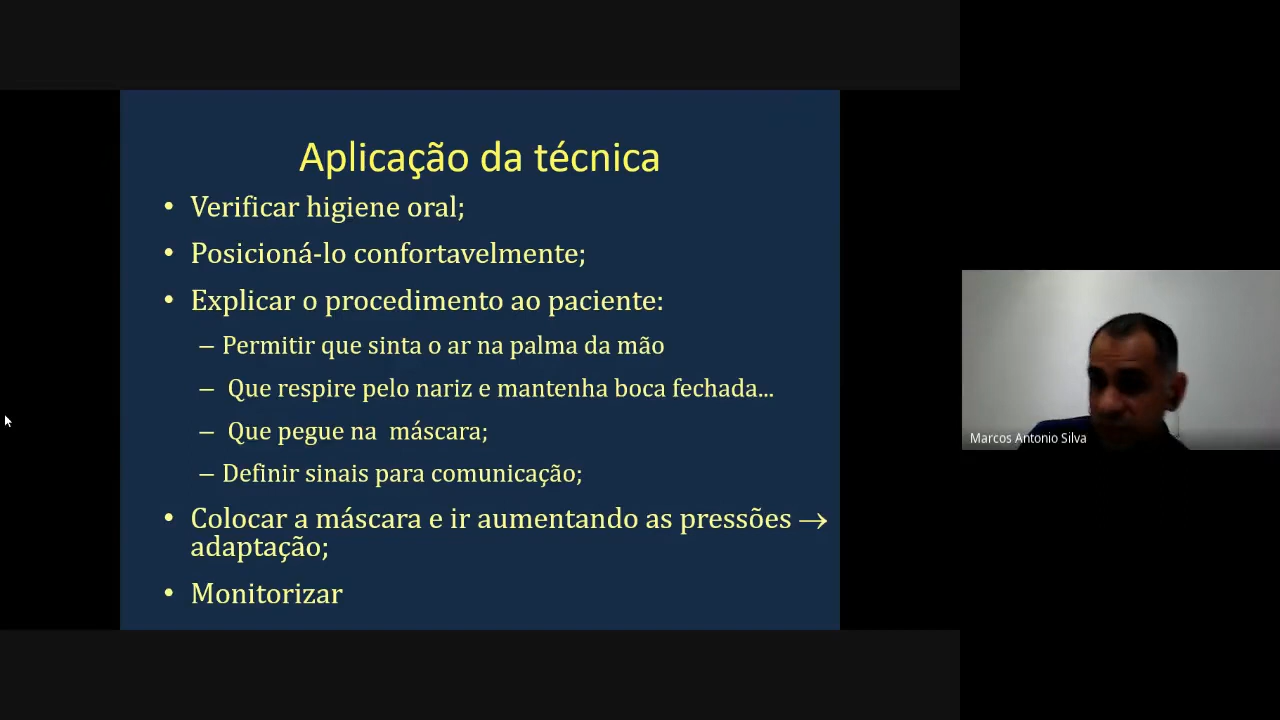 Aplicação da técnica
• Verificar higiene oral;
• Posicioná-lo confortavelmente;
• Explicar o procedimento ao paciente:
– Permitir que sinta o ar na palma da mão
– Que respire pelo nariz e mantenha boca fechada...
– Que pegue na máscara;
– Definir sinais para comunicação;
• Colocar a máscara e ir aumentando as pressões →
adaptação;
• Monitorizar
Marcos Antonio Silva